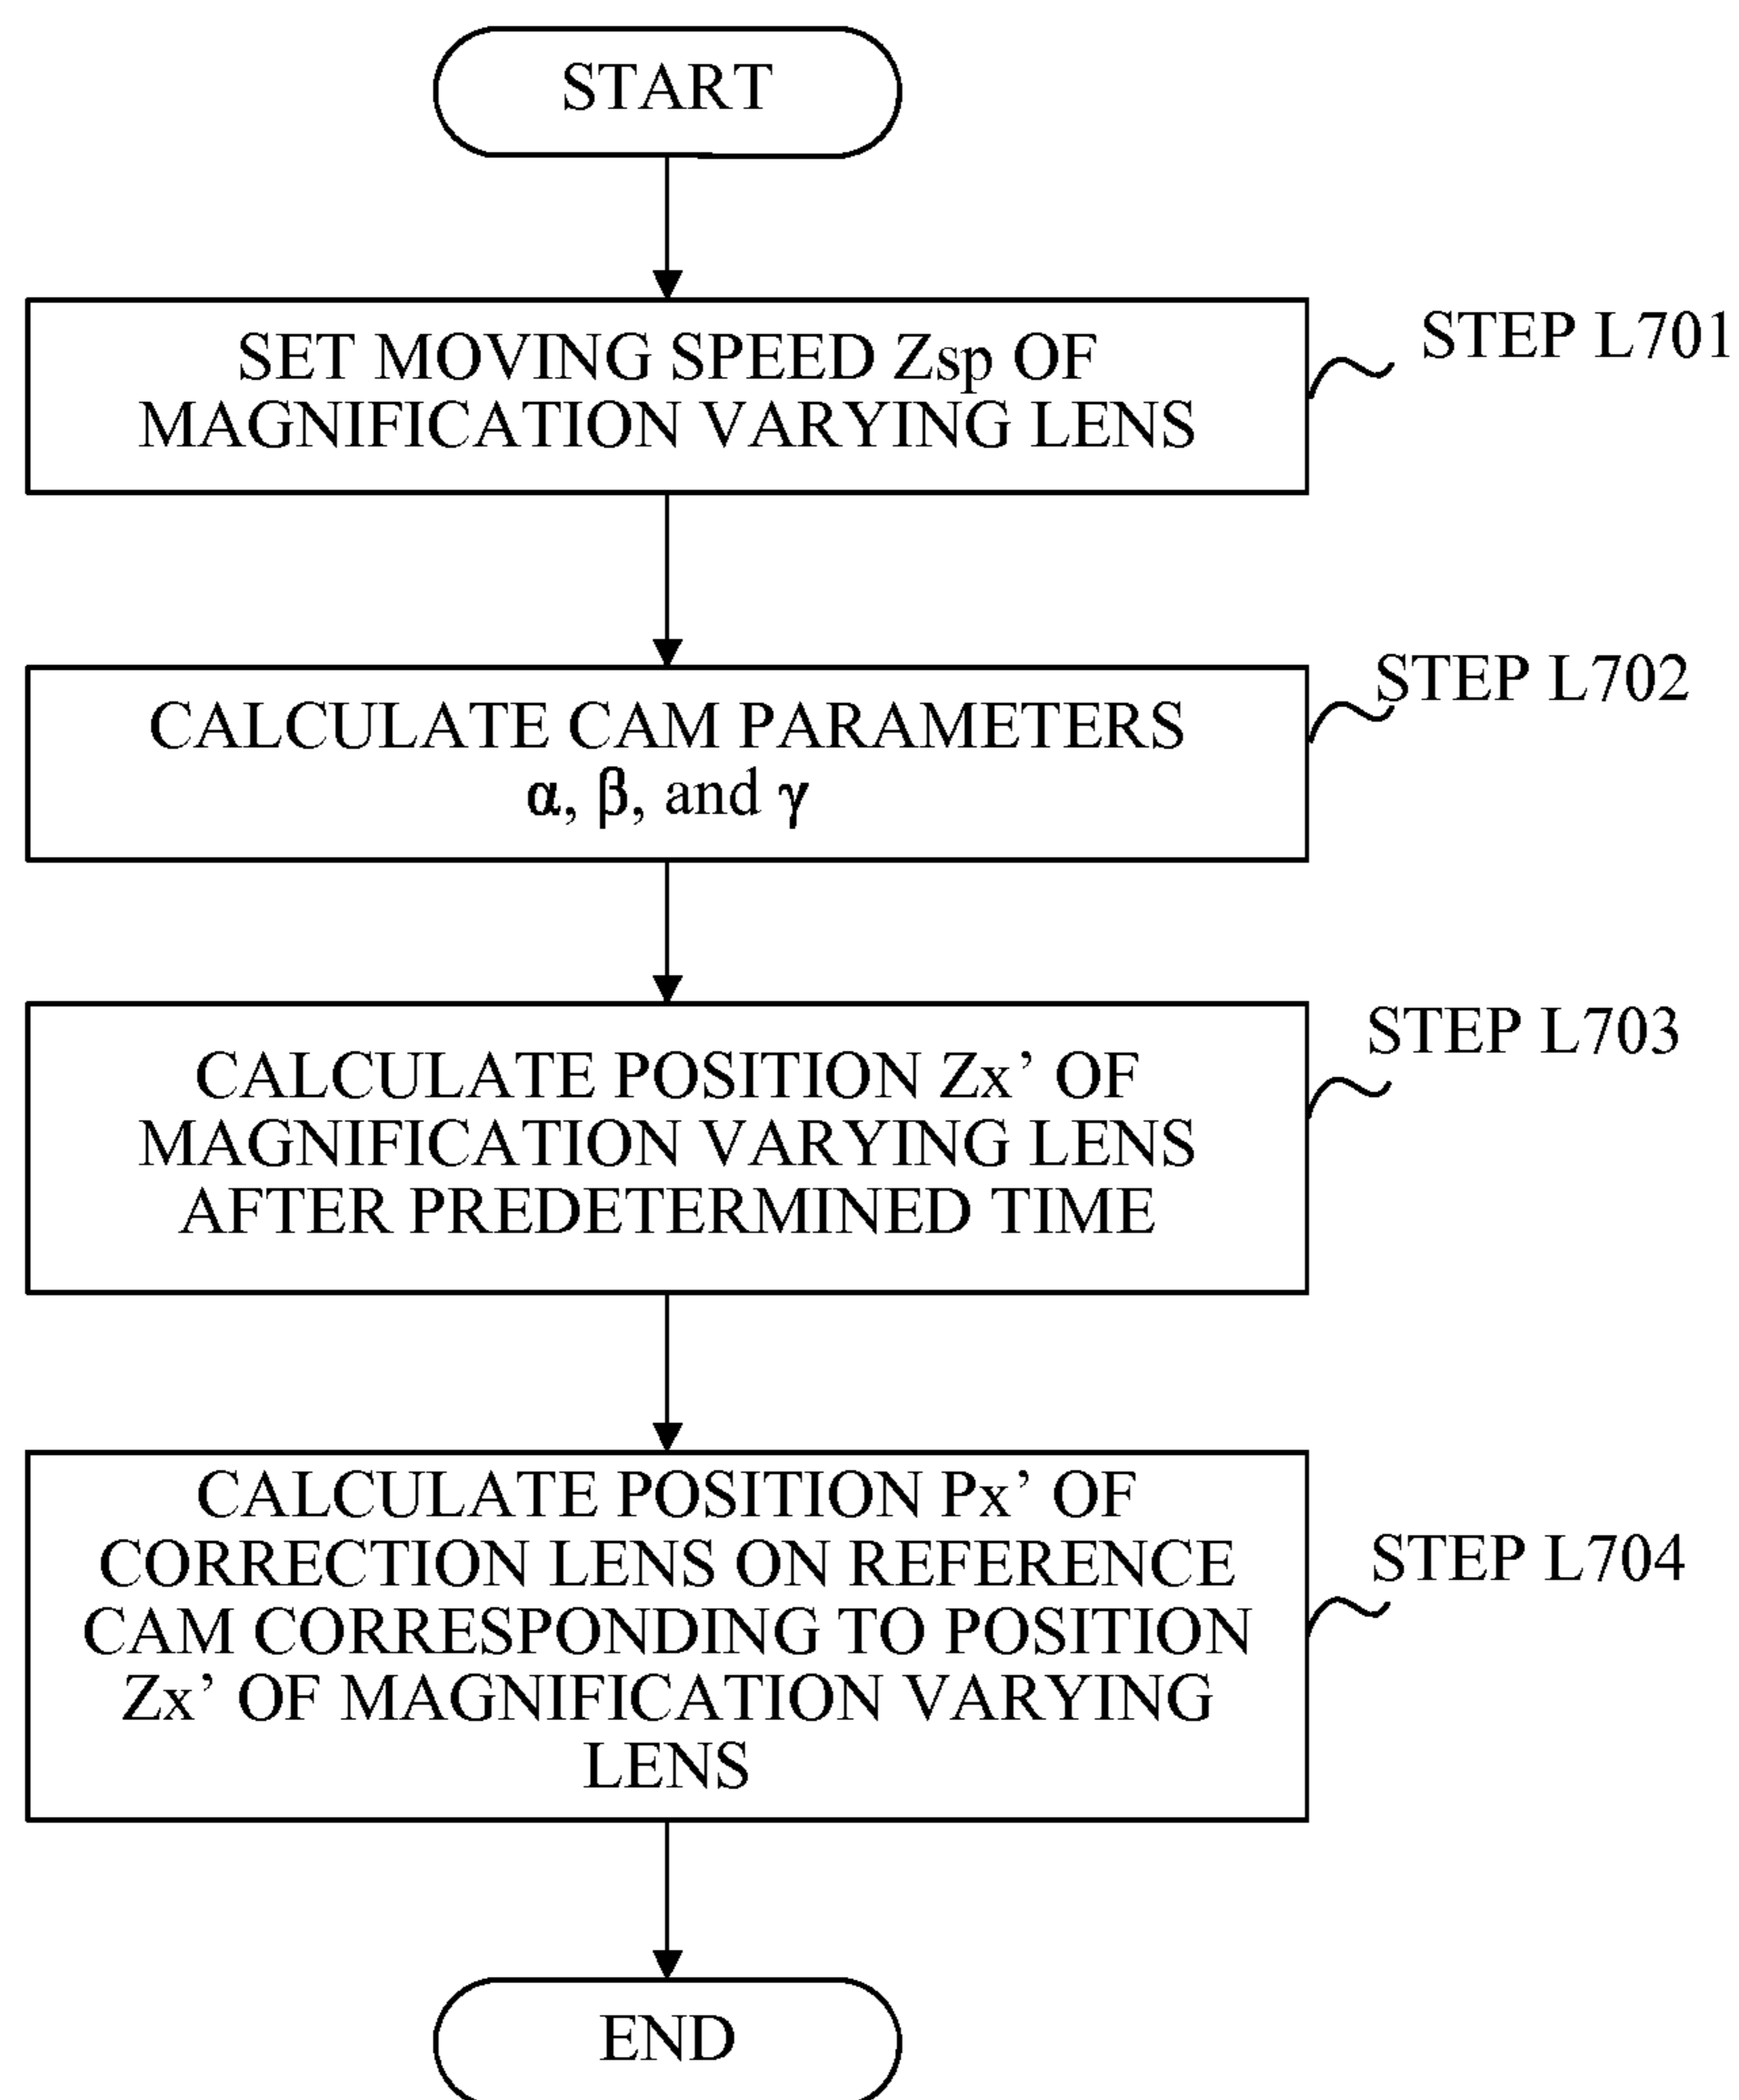 START
SET MOVING SPEED Zsp OF
MAGNIFICATION VARYING LENS
STEP L701
CALCULATE CAM PARAMETERS
α, β, and γ
STEP L702
CALCULATE POSITION Zx’ OF
MAGNIFICATION VARYING LENS
AFTER PREDETERMINED TIME
STEP L703
CALCULATE POSITION Px’ OF
CORRECTION LENS ON REFERENCE
CAM CORRESPONDING TO POSITION
Zx’ OF MAGNIFICATION VARYING
LENS
STEP L704
END